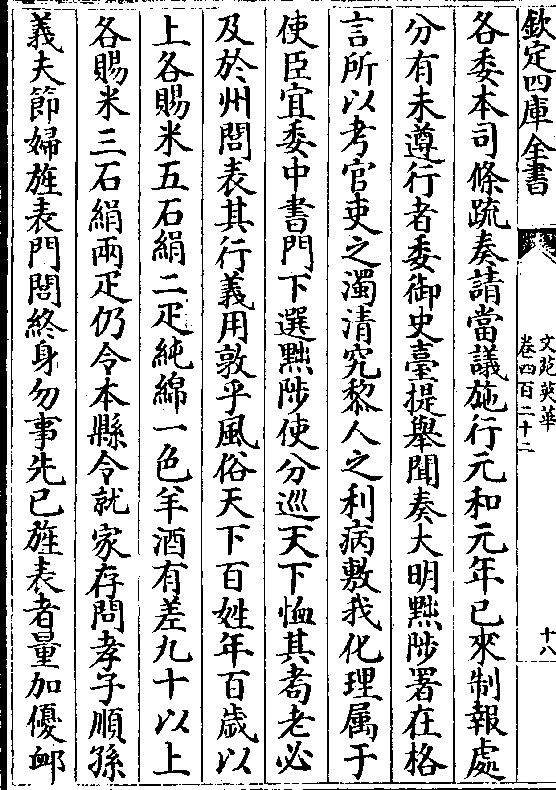 欽定四庫全書
文苑英華
卷四百二十二
十八
各委本司條疏奏請當議施行元和元年已來制報處
分有未遵行者委御史臺提舉聞奏大明黜陟署在格
言所以考官吏之濁清究黎人之利病敷我化理屬于
使臣宜委中書門下選黜陟使分巡天下恤其耆老必
及於州閭表其行義用敦乎風俗天下百姓年百歲以
上各賜米五石絹二疋純綿一色羊酒有差九十以上
各賜米三石絹兩疋仍令本縣令就家存問孝子順孫
義夫節婦旌表門閭終身勿事先已旌表者量加優衈